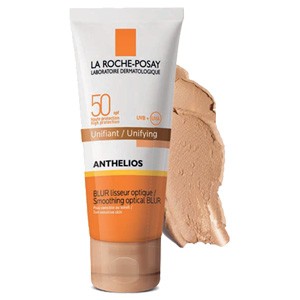 LA ROCHE-POSAY
LABORATOIRE DERMATOLOGIQUE
50 SPF
UVB + UVA
Unifiant / Unifying
ANTHELIOS
BLUR lisseur optique /
Smoothing optical BLUR